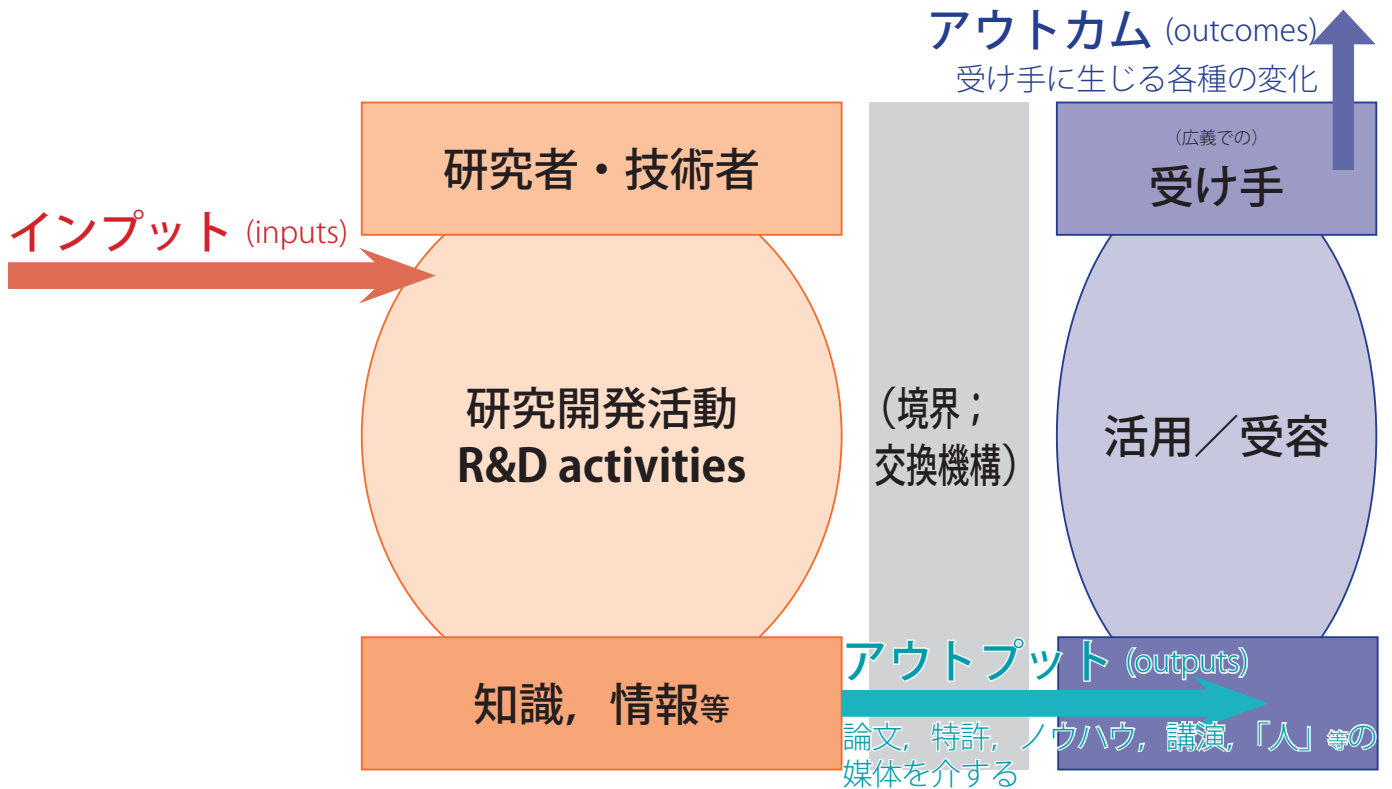 アウトカム (outcomes)
受け手に生じる各種の変化
研究者・技術者
（広義での）
受け手
インプット (inputs)
研究開発活動
R&D activities
（境界；
交換機構）
活用／受容
知識，情報等
アウトプット (outputs)
論文，特許，ノウハウ，講演，「人」等の
媒体を介する